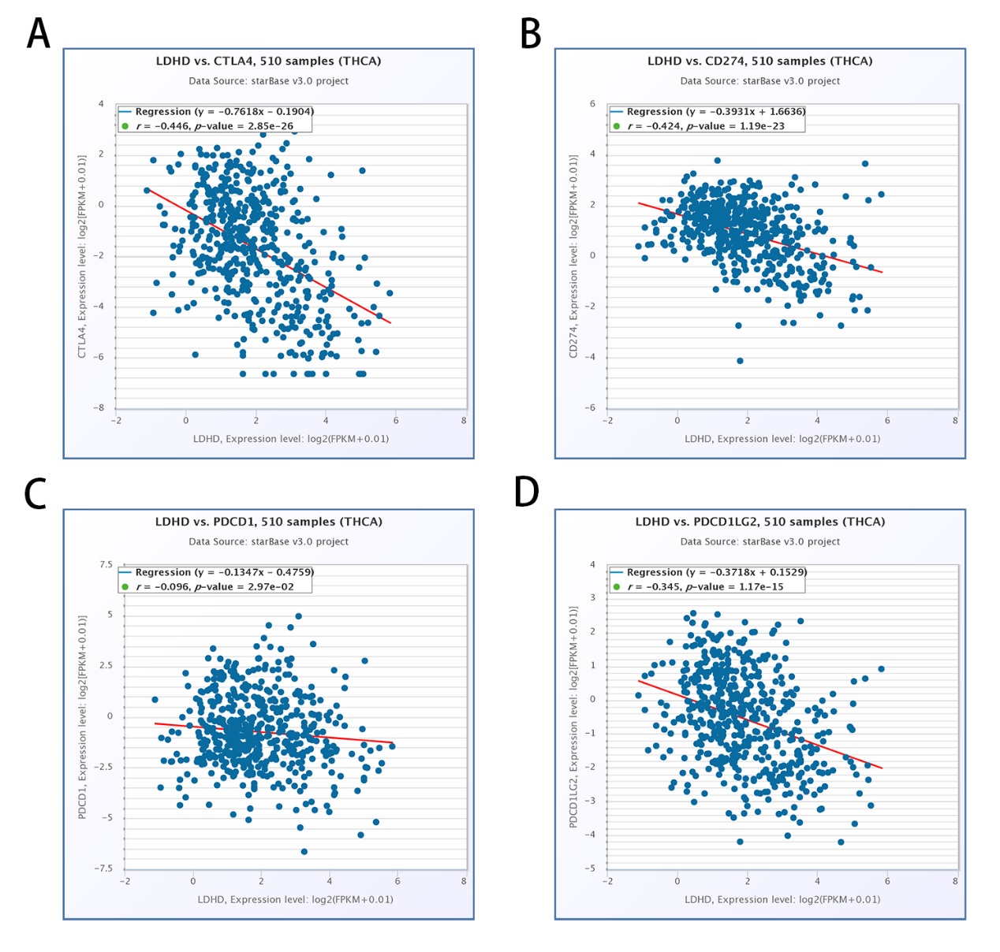 A
LDHD vs. CTLA4, 510 samples (THCA)
Data Source: starBase v3.0 project
Regression (y = −0.7618x − 0.1904)
r = −0.446, p−value = 2.85e−26
4
2
0
−2
−4
−6
−8
CTLA4, Expression level: log2[FPKM+0.01)]
−2 0 2 4 6 8
LDHD, Expression level: log2(FPKM+0.01)
B
LDHD vs. CD274, 510 samples (THCA)
Data Source: starBase v3.0 project
Regression (y = −0.3931x + 1.6636)
r = −0.424, p−value = 1.19e−23
6
4
2
0
−2
−4
−6
CD274, Expression level: log2[FPKM+0.01)]
−2 0 2 4 6 8
LDHD, Expression level: log2(FPKM+0.01)
C
LDHD vs. PDCD1, 510 samples (THCA)
Data Source: starBase v3.0 project
Regression (y = −0.1347x − 0.4759)
r = −0.096, p−value = 2.97e−02
7.5
5
2.5
0
−2.5
−5
−7.5
PDCD1, Expression level: log2[FPKM+0.01)]
−2 0 2 4 6 8
LDHD, Expression level: log2(FPKM+0.01)
D
LDHD vs. PDCD1LG2, 510 samples (THCA)
Data Source: starBase v3.0 project
Regression (y = −0.3718x + 0.1529)
r = −0.345, p−value = 1.17e−15
4
3
2
1
0
−1
−2
−3
−4
−5
PDCD1LG2, Expression level: log2[FPKM+0.01)]
−2 0 2 4 6 8
LDHD, Expression level: log2(FPKM+0.01)